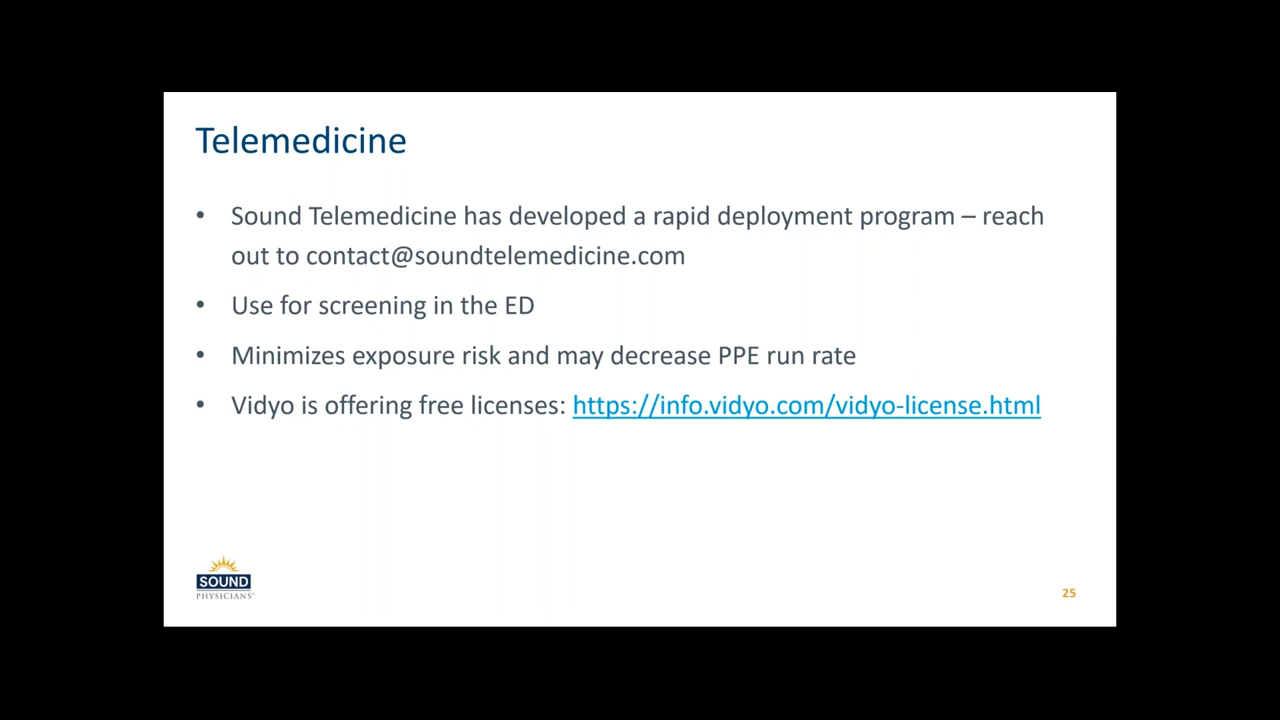 Telemedicine
• Sound Telemedicine has developed a rapid deployment program – reach
out to contact@soundtelemedicine.com
• Use for screening in the ED
• Minimizes exposure risk and may decrease PPE run rate
• Vidyo is offering free licenses: https://info.vidyo.com/vidyo-license.html
SOUND
PHYSICIANS
25